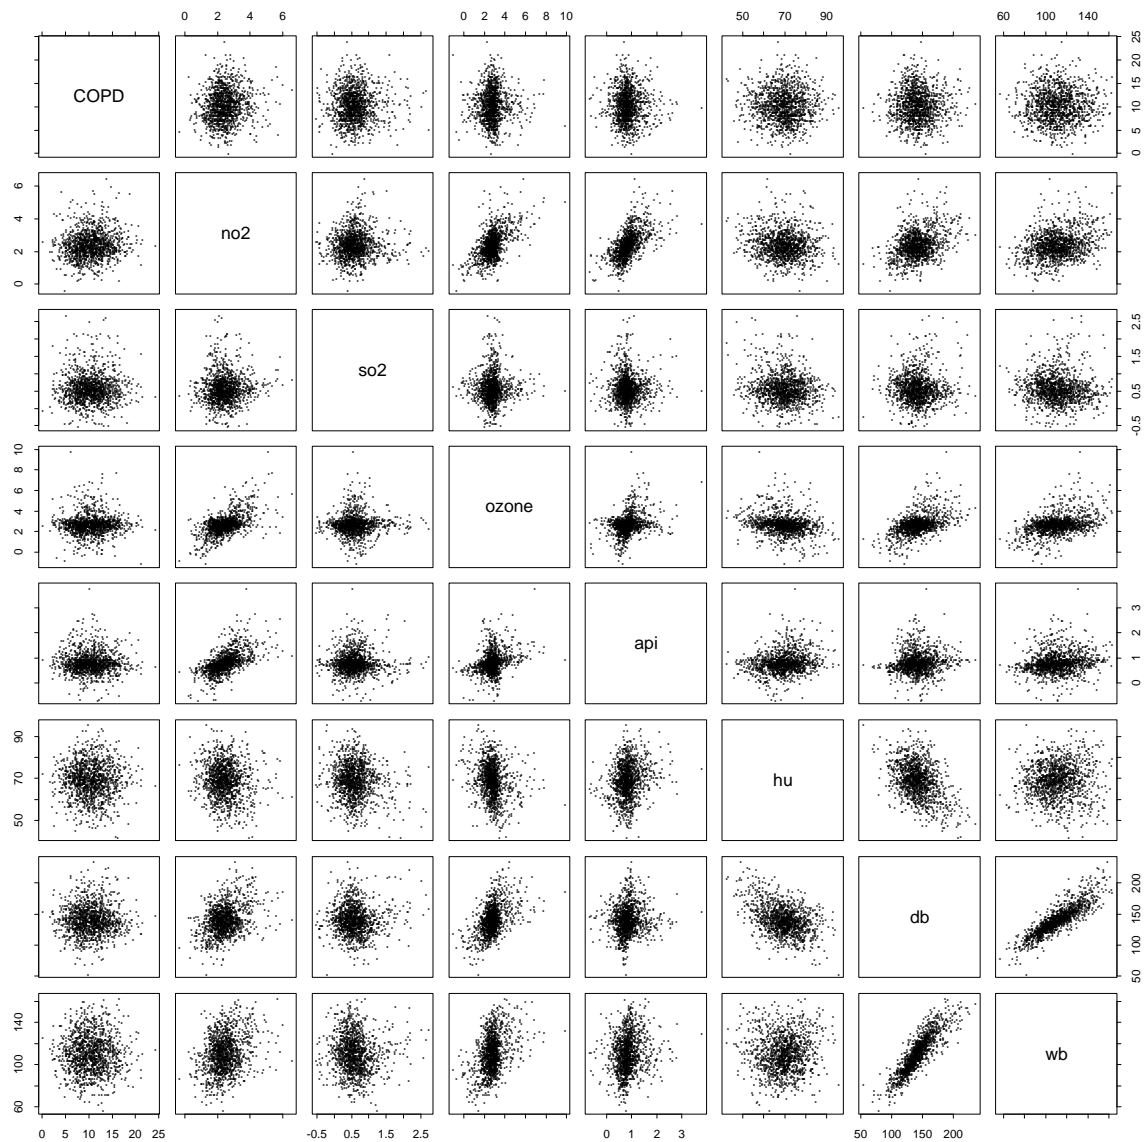 0 2 4 6 0 2 4 6 8 10 50 70 90 60 100 140
COPD
0 5 10 15 20 25
0 2 4 6
no2
so2
-0.5 0.5 1.5 2.5
0 2 4 6 8 10
ozone
api
0 1 2 3
50 70 90
hu
db
50 100 150 200
60 100 140
wb
0 5 10 15 20 25 -0.5 0.5 1.5 2.5 0 1 2 3 50 100 150 200